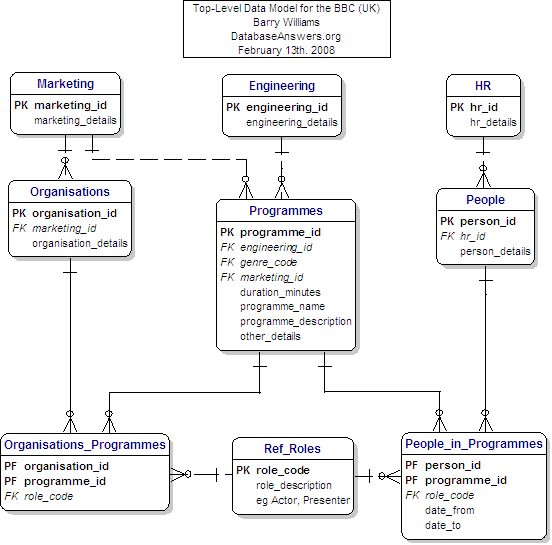 Top-Level Data Model for the BBC (UK)
Barry Williams
DatabaseAnswers.org
February 13th. 2008
Marketing
PK marketing_id
marketing_details
Engineering
PK engineering_id
engineering_details
HR
PK hr_id
hr_details
Organisations
PK organisation_id
FK marketing_id
organisation_details
Programmes
PK programme_id
FK engineering_id
FK genre_code
FK marketing_id
duration_minutes
programme_name
programme_description
other_details
People
PK person_id
FK hr_id
person_details
Organisations_Programmes
PF organisation_id
PF programme_id
FK role_code
Ref_Roles
PK role_code
role_description
eg Actor, Presenter
People_in_Programmes
PF person_id
PF programme_id
FK role_code
date_from
date_to